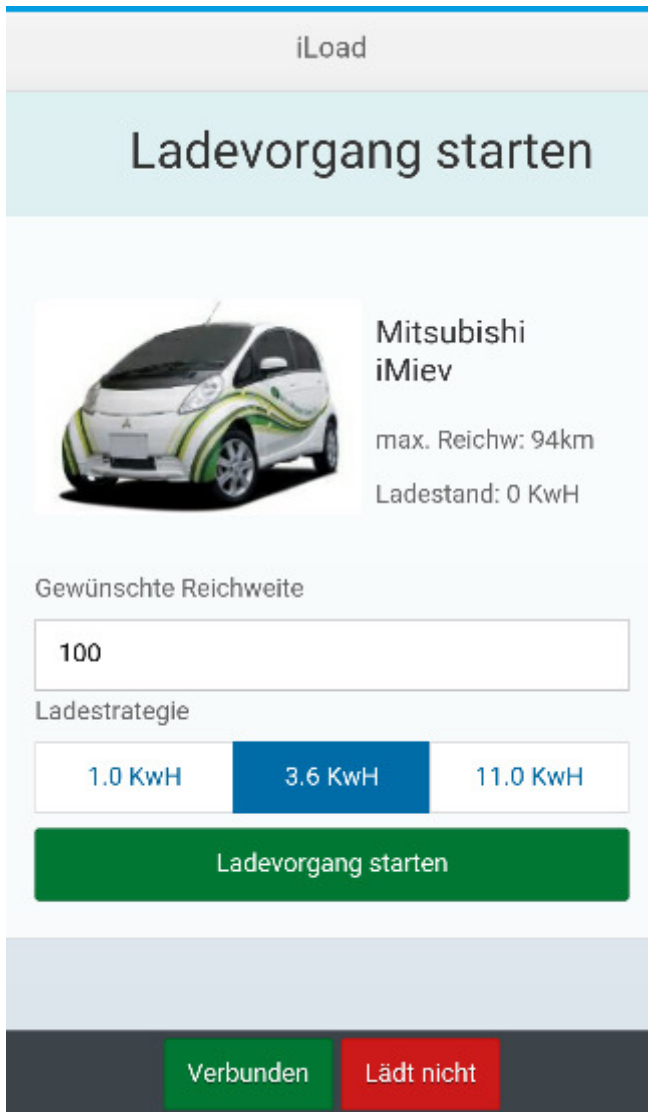 iLoad
Ladevorgang starten
Mitsubishi
iMiev
max. Reichw: 94km
Ladestand: 0 KwH
Gewünschte Reichweite
100
Ladestrategie
1.0 KwH 3.6 KwH 11.0 KwH
Ladevorgang starten
Verbunden Lädt nicht